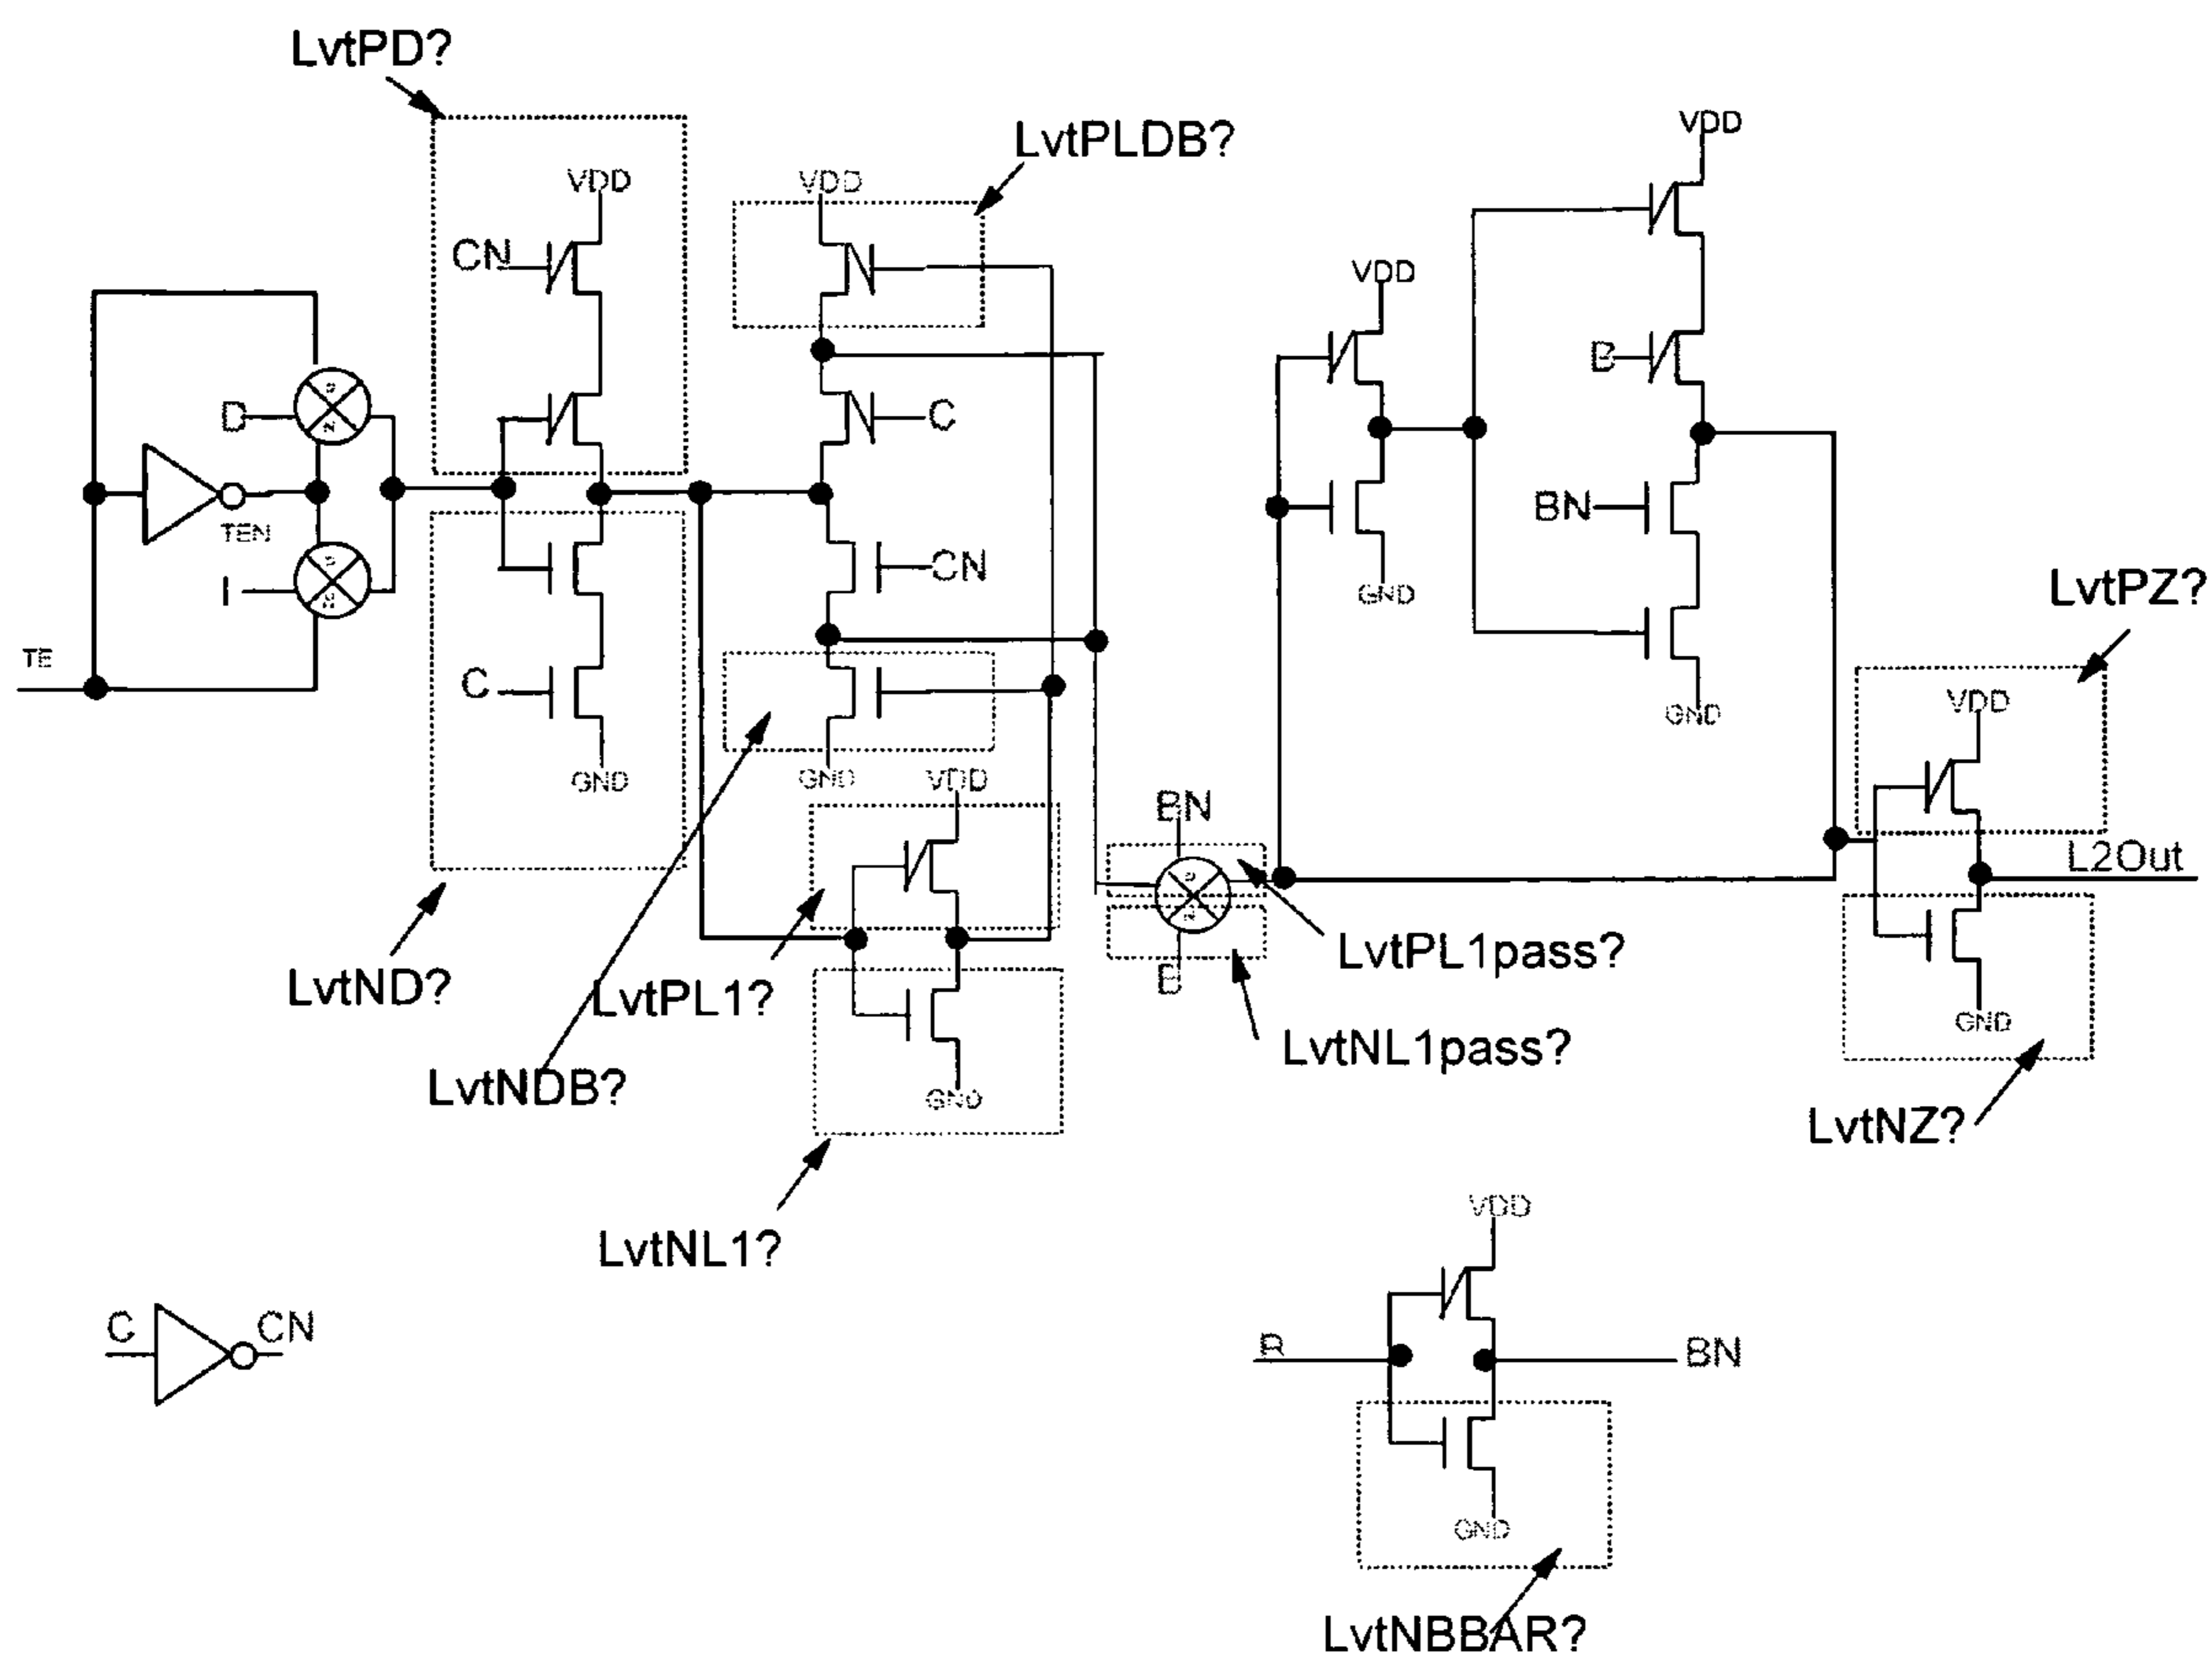 LvtPD?
LvtPLDB?
VDD
VDD
VDD
CN
VDD
B
D
C
TEN
BN
I
CN
GND
LvtPZ?
TE
C
VDD
GND
GND
GND
VDD
BN
L2Out
LvtPL1pass?
B
LvtND?
LvtPL1?
GND
LvtNL1pass?
LvtNDB?
GND
LvtNZ?
VDD
LvtNL1?
C
CN
B
BN
GND
LvtNBBAR?